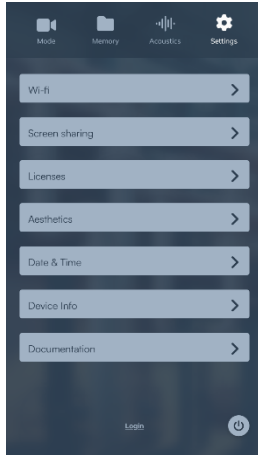 Mode
Memory
Acoustics
Settings
Wi-fi
Screen sharing
Licenses
Aesthetics
Date & Time
Device Info
Documentation
Login